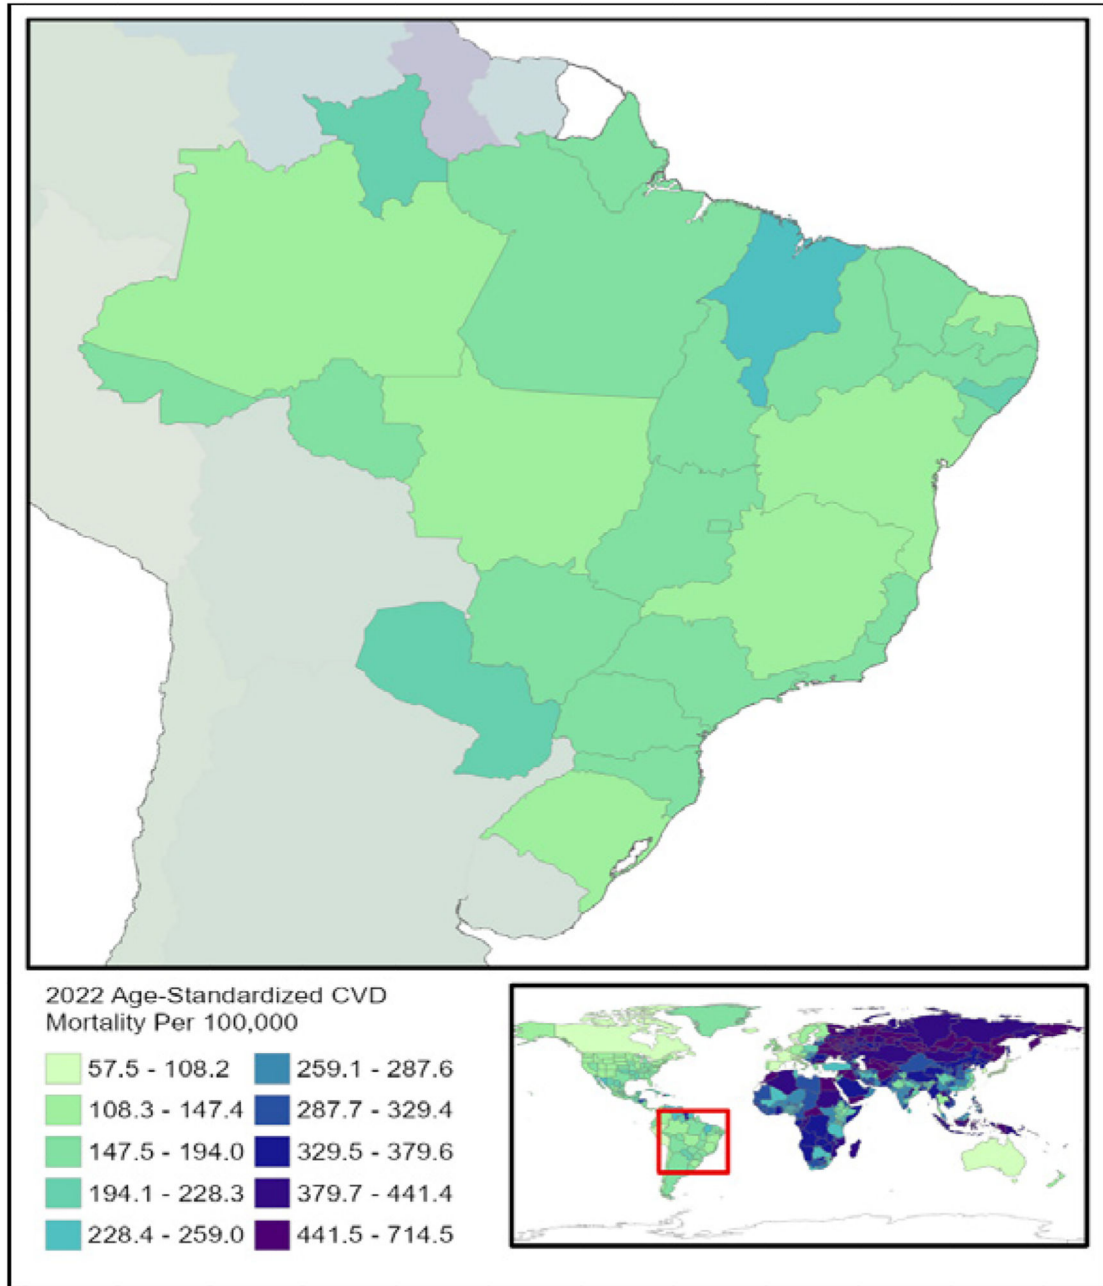 2022 Age-Standardized CVD
Mortality Per 100,000
57.5 - 108.2
108.3 - 147.4
147.5 - 194.0
194.1 - 228.3
228.4 - 259.0
259.1 - 287.6
287.7 - 329.4
329.5 - 379.6
379.7 - 441.4
441.5 - 714.5